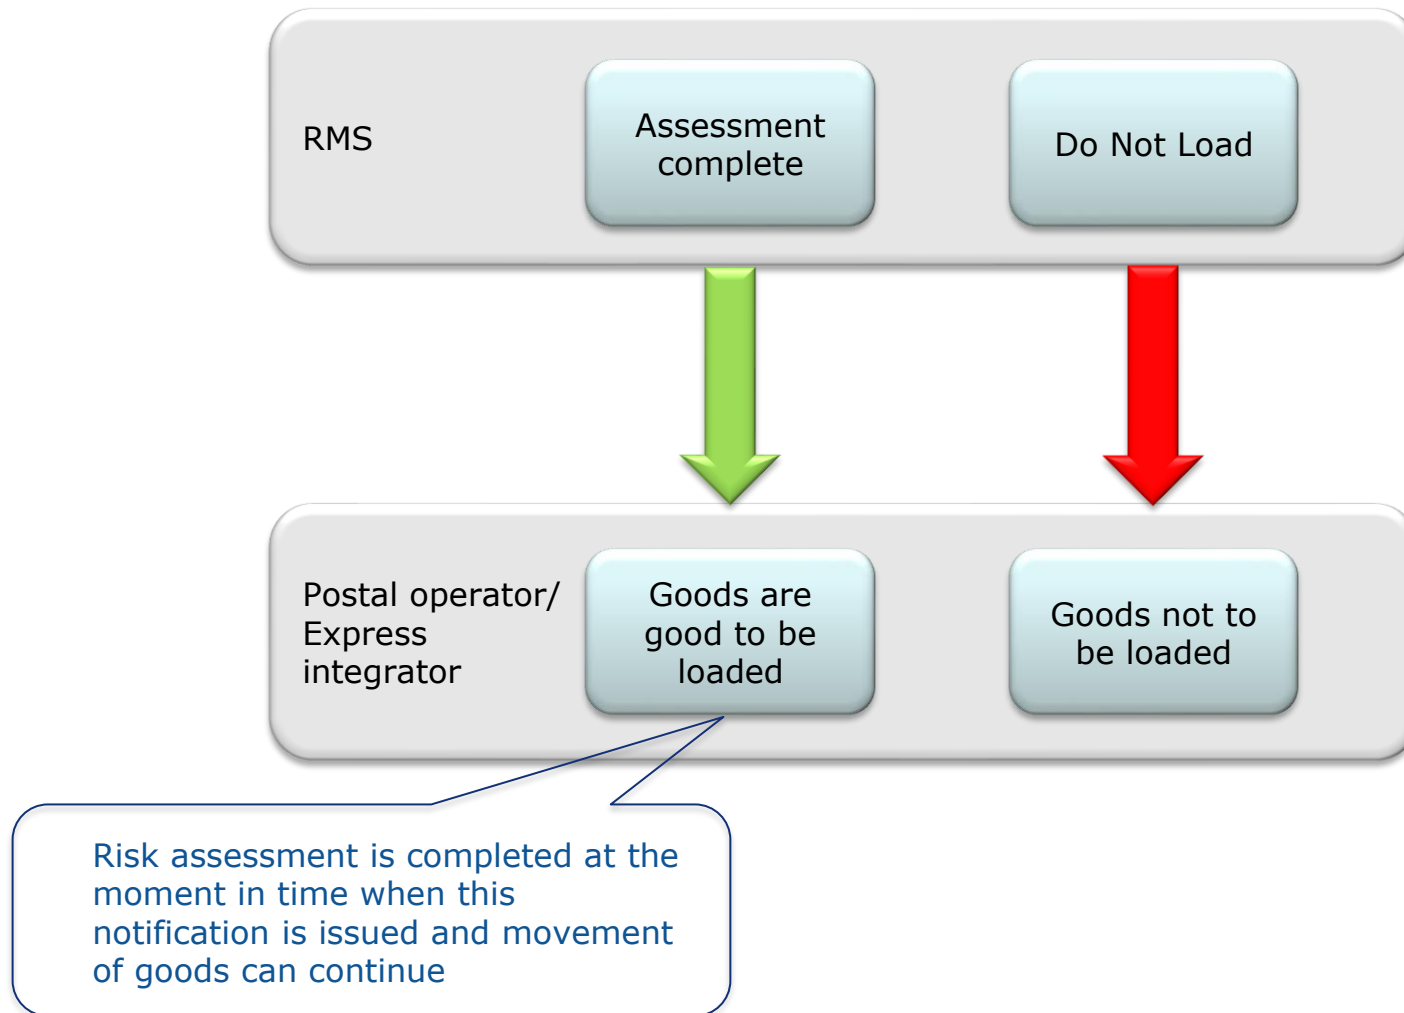 RMS
Assessment
complete
Do Not Load
Postal operator/
Express
integrator
Goods are
good to be
loaded
Goods not to
be loaded
Risk assessment is completed at the
moment in time when this
notification is issued and movement
of goods can continue